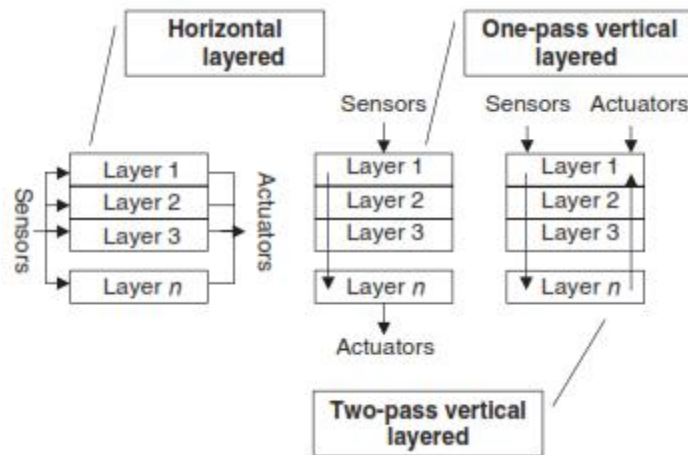 Horizontal
layered
One-pass vertical
layered
Sensors
Layer 1
Layer 2
Layer 3
Layer n
Actuators
Sensors
Layer 1
Layer 2
Layer 3
Layer n
Actuators
Sensors Actuators
Layer 1
Layer 2
Layer 3
Layer n
Two-pass vertical
layered